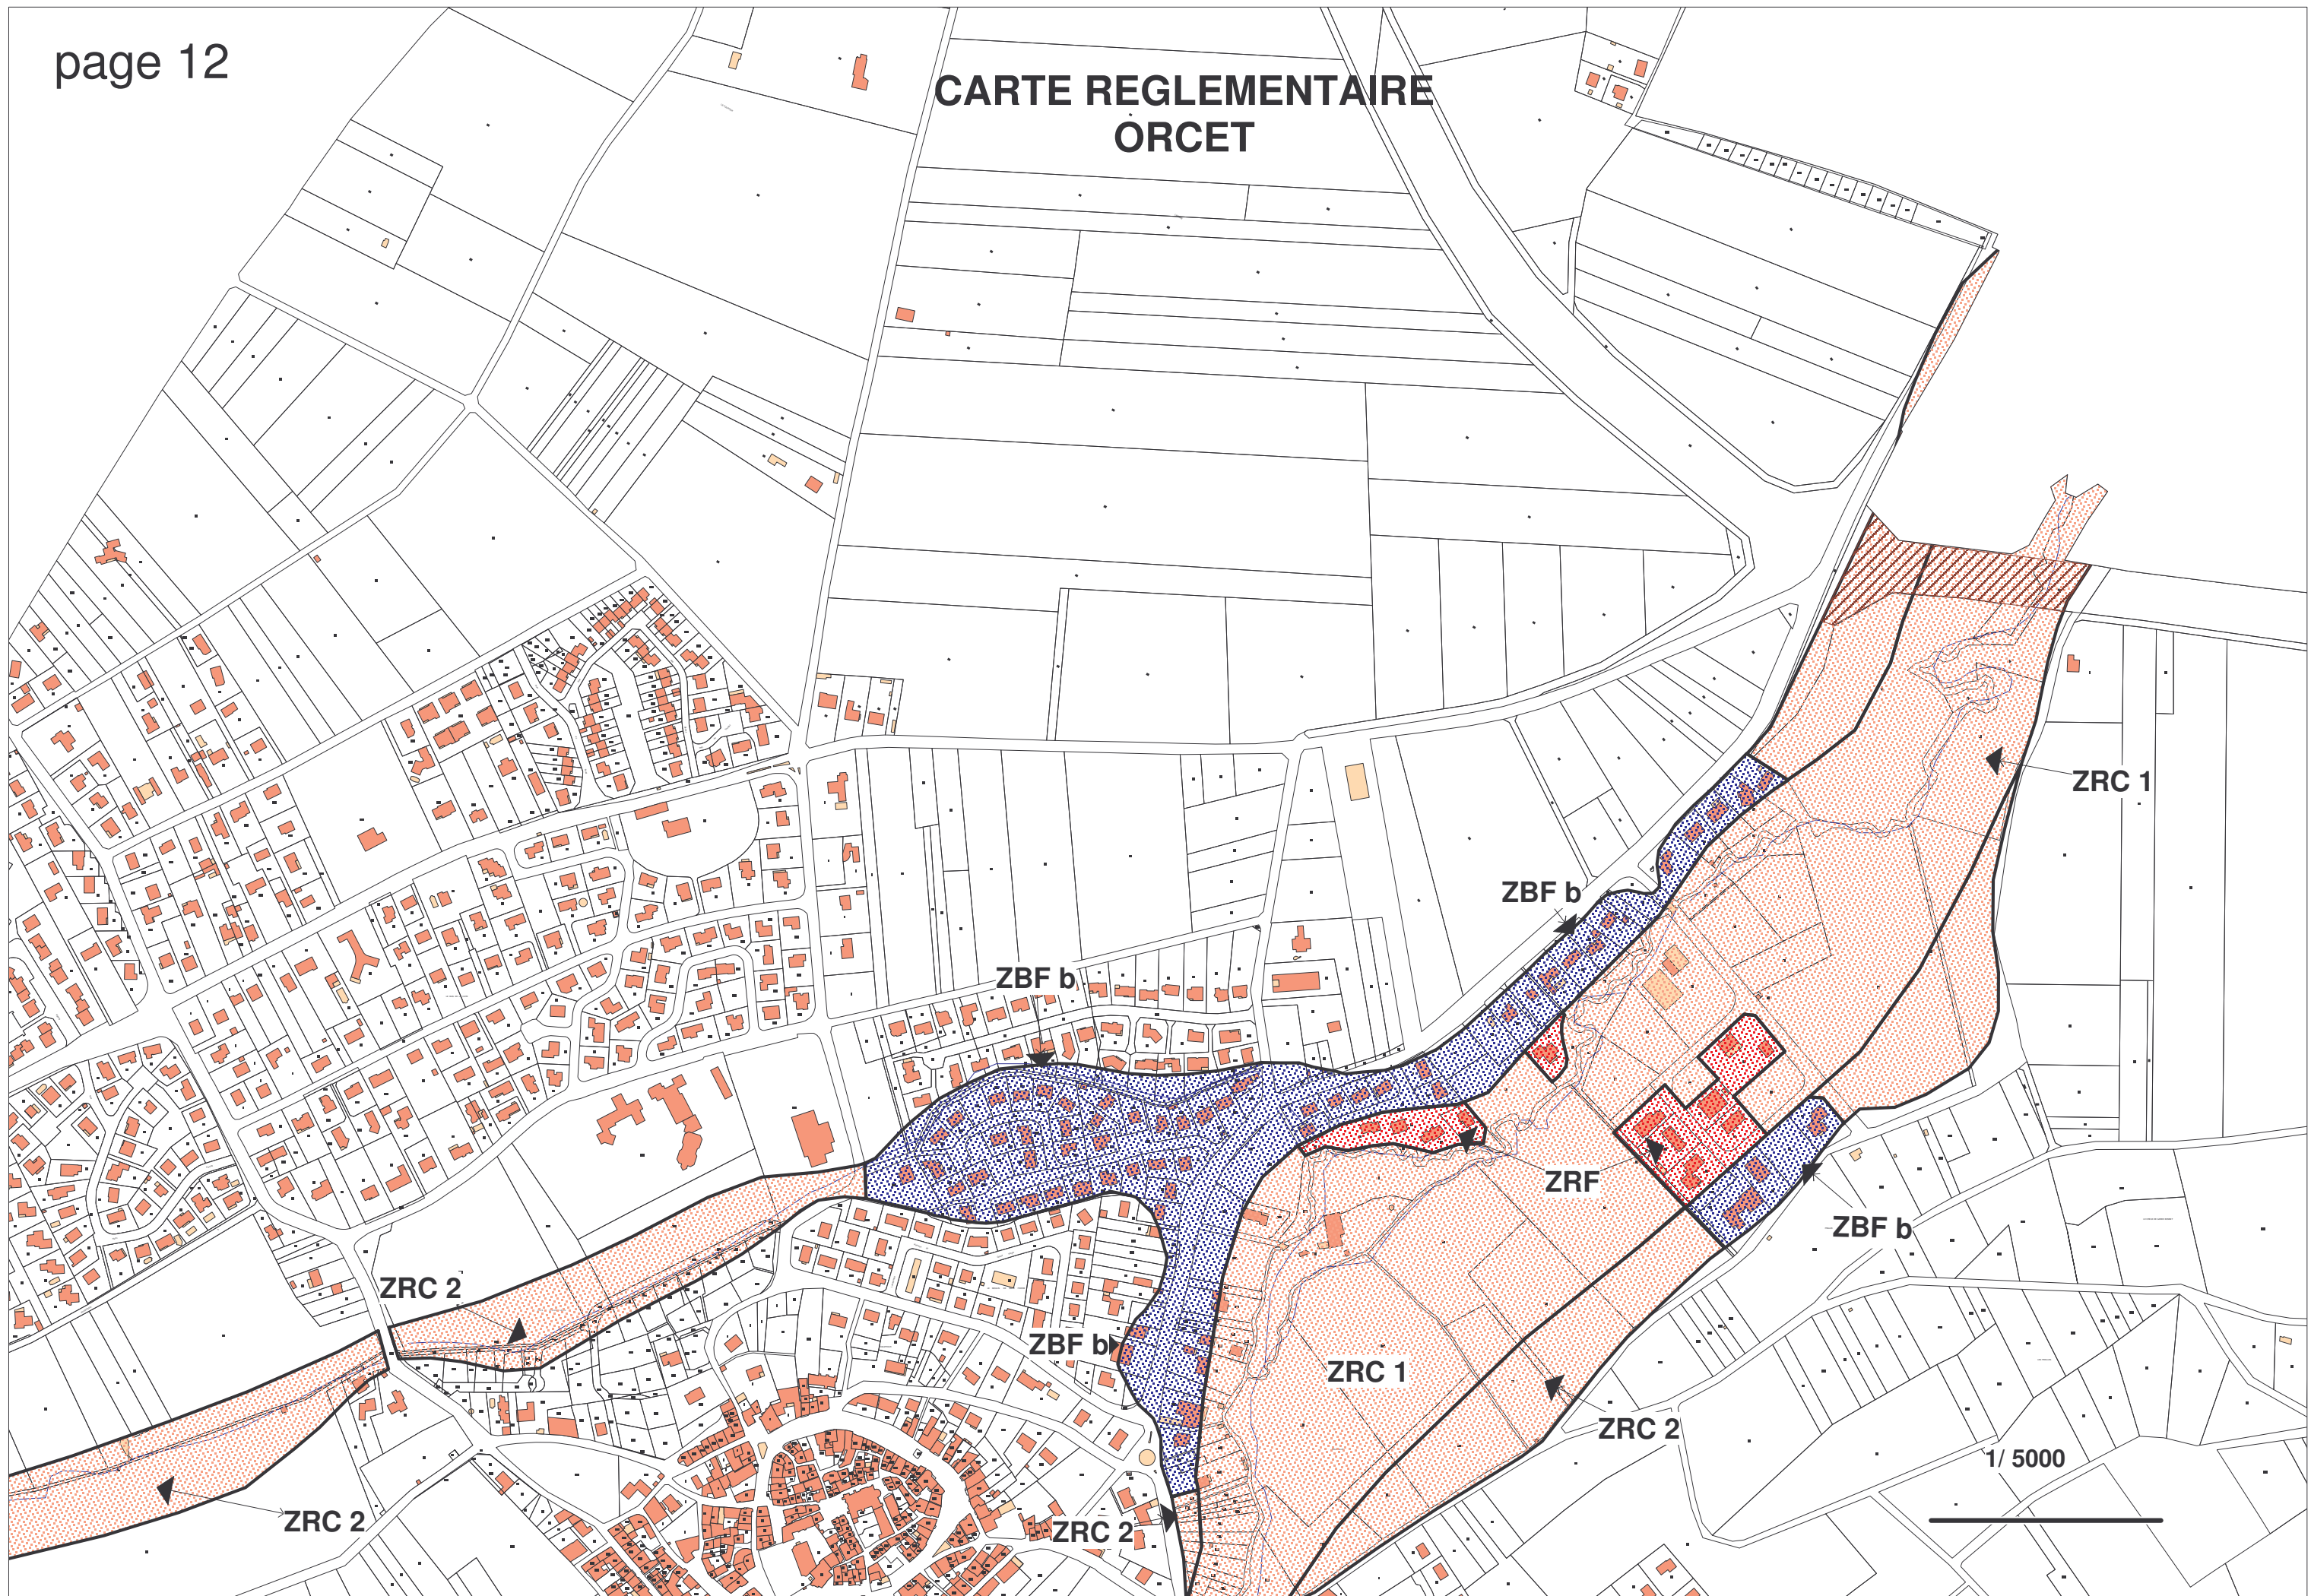 page 12
CARTE REGLEMENTAIRE
ORCET
ZRC 1
ZBF b
ZBF b
ZRF
ZBF b
ZRC 2
ZBF b
ZRC 1
ZRC 2
1/ 5000
ZRC 2
ZRC 2